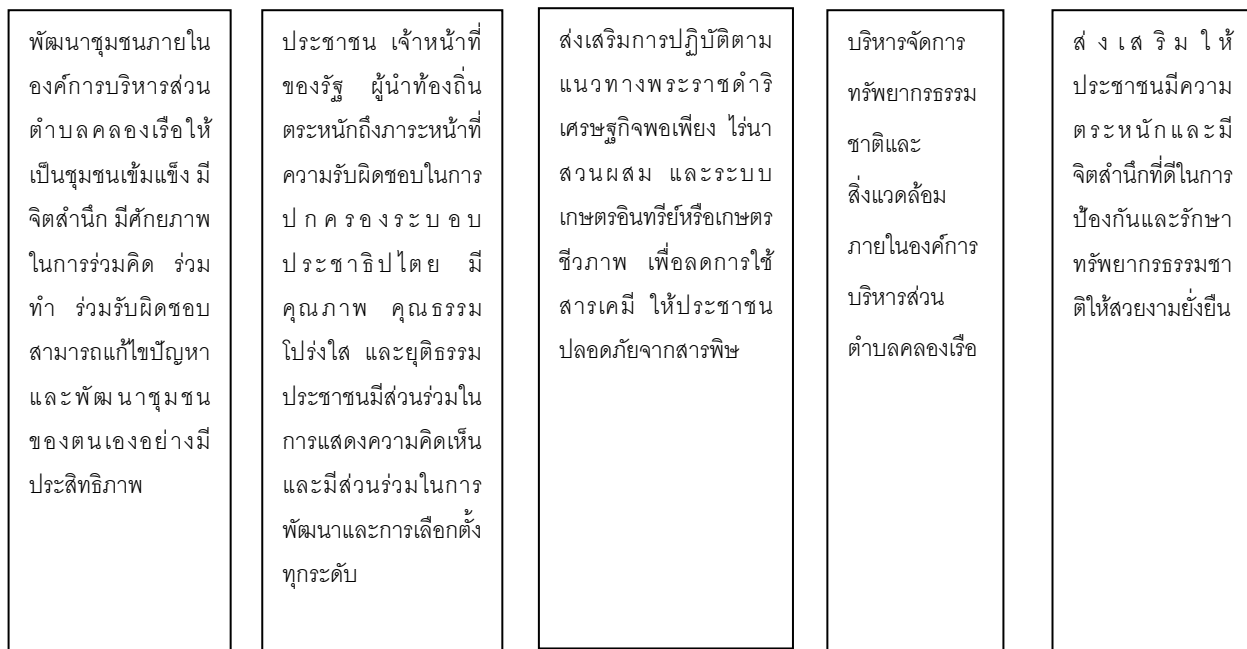 พัฒนาชุมชนภายใน
องค์การบริหารส่วน
ตำบลคลองเรือให้
เป็นชุมชนเข้มแข็ง มี
จิตสำนึก มีศักยภาพ
ในการร่วมคิด ร่วม
ทำ ร่วมรับผิดชอบ
สามารถแก้ไขปัญหา
และพัฒนาชุมชน
ของตนเองอย่างมี
ประสิทธิภาพ
ประชาชน เจ้าหน้าที่
ของรัฐ ผู้นำท้องถิ่น
ตระหนักถึงภาระหน้าที่
ความรับผิดชอบในการ
ปกครองระบอบ
ประชาธิปไตย มี
คุณภาพ คุณธรรม
โปร่งใส และยุติธรรม
ประชาชนมีส่วนร่วมใน
การแสดงความคิดเห็น
และมีส่วนร่วมในการ
พัฒนาและการเลือกตั้ง
ทุกระดับ
ส่งเสริมการปฏิบัติตาม
แนวทางพระราชดำริ
เศรษฐกิจพอเพียง ไร่นา
สวนผสม และระบบ
เกษตรอินทรีย์หรือเกษตร
ชีวภาพ เพื่อลดการใช้
สารเคมี ให้ประชาชน
ปลอดภัยจากสารพิษ
บริหารจัดการ
ทรัพยากรธรรม
ชาติและ
สิ่งแวดล้อม
ภายในองค์การ
บริหารส่วน
ตำบลคลองเรือ
ส่งเสริมให้
ประชาชนมีความ
ตระหนักและมี
จิตสำนึกที่ดีในการ
ป้องกันและรักษา
ทรัพยากรธรรมชา
ติให้สวยงามยั่งยืน